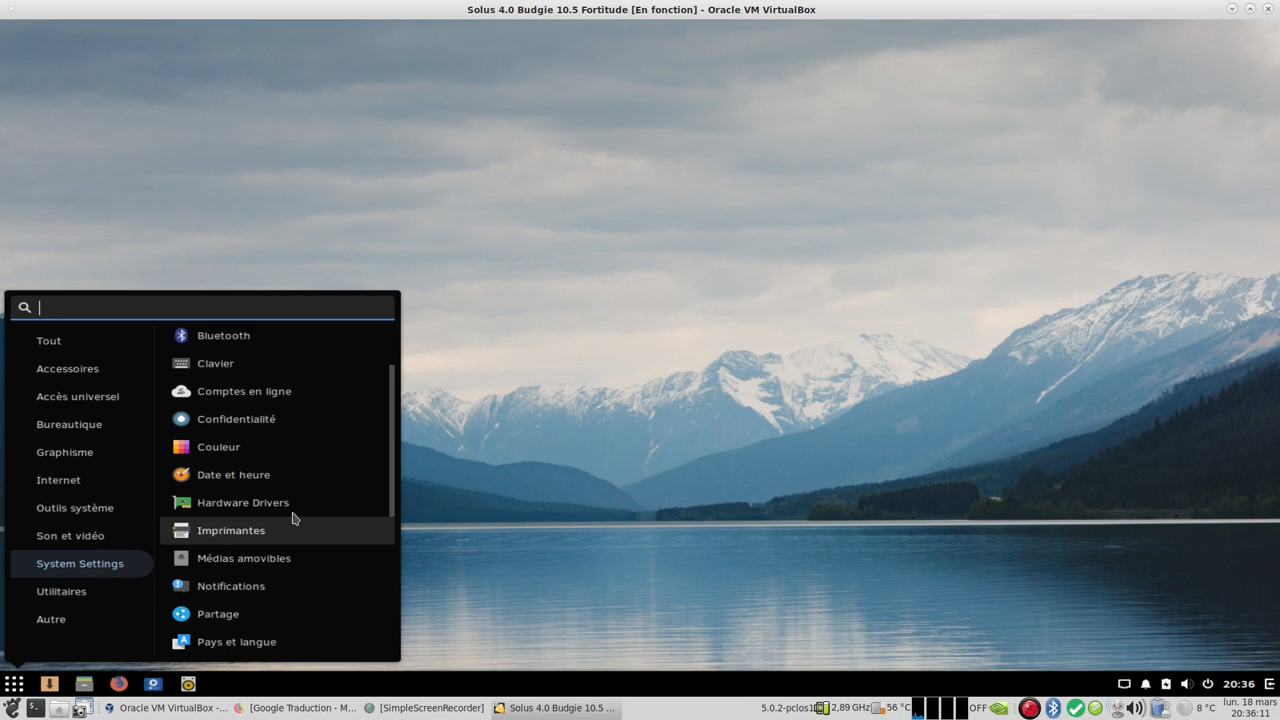 Solus 4.0 Budgie 10.5 Fortitude [En fonction] - Oracle VM VirtualBox
Tout
Accessoires
Accès universel
Bureautique
Graphisme
Internet
Outils système
Son et vidéo
System Settings
Utilitaires
Autre
Bluetooth
Clavier
Comptes en ligne
Confidentialité
Couleur
Date et heure
Hardware Drivers
Imprimantes
Médias amovibles
Notifications
Partage
Pays et langue
20:36
Oracle VM VirtualBox -...
[Google Traduction - M...
[SimpleScreenRecorder]
Solus 4.0 Budgie 10.5 ...
5.0.2-pclos1
2,89 GHz
56 °C
OFF
8 °C
lun. 18 mars
20:36:11